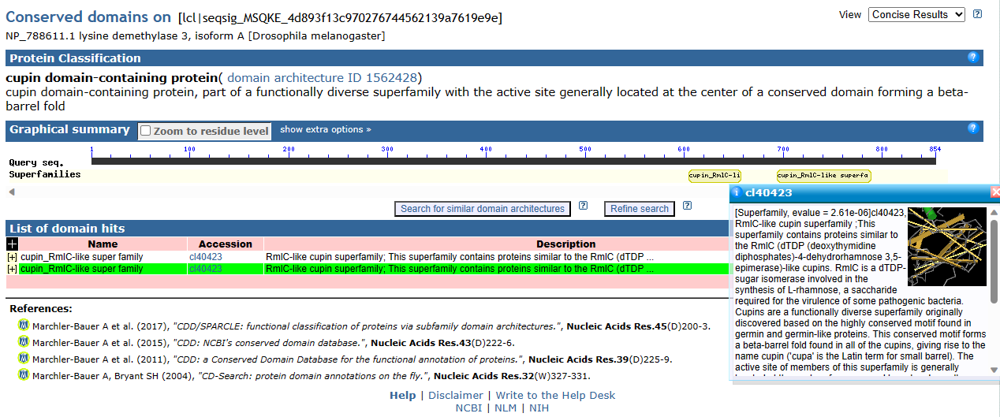 Conserved domains on [lcl|seqsig_MSQKE_4d893f13c970276744562139a7619e9e]
View Concise Results ?
NP_788611.1 lysine demethylase 3, isoform A [Drosophila melanogaster]
Protein Classification ?
cupin domain-containing protein( domain architecture ID 1562428)
cupin domain-containing protein, part of a functionally diverse superfamily with the active site generally located at the center of a conserved domain forming a beta-
barrel fold
Graphical summary Zoom to residue level show extra options » ?
1 100 200 300 400 500 600 700 800 854
Query seq.
Superfamilies cupin_RmlC-li cupin_RmlC-like superfa
Search for similar domain architectures ? Refine search ?
i cl40423
[Superfamily, evalue = 2.61e-06]cl40423,
RmlC-like cupin superfamily ;This
superfamily contains proteins similar to
the RmlC (dTDP (deoxythymidine
diphosphates)-4-dehydrorhamnose 3,5-
epimerase)-like cupins. RmlC is a dTDP-
sugar isomerase involved in the
synthesis of L-rhamnose, a saccharide
required for the virulence of some pathogenic bacteria.
Cupins are a functionally diverse superfamily originally
discovered based on the highly conserved motif found in
germin and germin-like proteins. This conserved motif forms
a beta-barrel fold found in all of the cupins, giving rise to the
name cupin ('cupa' is the Latin term for small barrel). The
active site of members of this superfamily is generally
List of domain hits
+ Name Accession Description
[+] cupin_RmlC-like super family cl40423 RmlC-like cupin superfamily; This superfamily contains proteins similar to the RmlC (dTDP ...
[+] cupin_RmlC-like super family cl40423 RmlC-like cupin superfamily; This superfamily contains proteins similar to the RmlC (dTDP ...
References:
Marchler-Bauer A et al. (2017), "CDD/SPARCLE: functional classification of proteins via subfamily domain architectures.", Nucleic Acids Res.45(D)200-3.
Marchler-Bauer A et al. (2015), "CDD: NCBI's conserved domain database.", Nucleic Acids Res.43(D)222-6.
Marchler-Bauer A et al. (2011), "CDD: a Conserved Domain Database for the functional annotation of proteins.", Nucleic Acids Res.39(D)225-9.
Marchler-Bauer A, Bryant SH (2004), "CD-Search: protein domain annotations on the fly.", Nucleic Acids Res.32(W)327-331.
Help | Disclaimer | Write to the Help Desk
NCBI | NLM | NIH